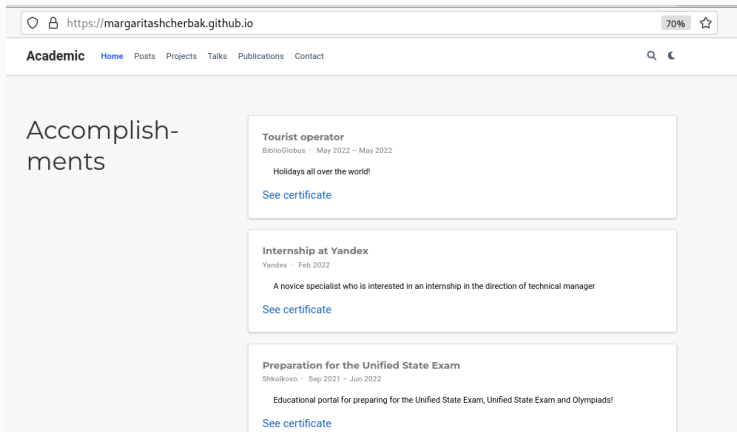 https://margaritashcherbak.github.io
70%
Academic Home Posts Projects Talks Publications Contact
Accomplish-
ments
Tourist operator
BiblioGlobus · May 2022 – May 2022
Holidays all over the world!
See certificate
Internship at Yandex
Yandex · Feb 2022
A novice specialist who is interested in an internship in the direction of technical manager
See certificate
Preparation for the Unified State Exam
Shkolkovo · Sep 2021 – Jun 2022
Educational portal for preparing for the Unified State Exam, Unified State Exam and Olympiads!
See certificate